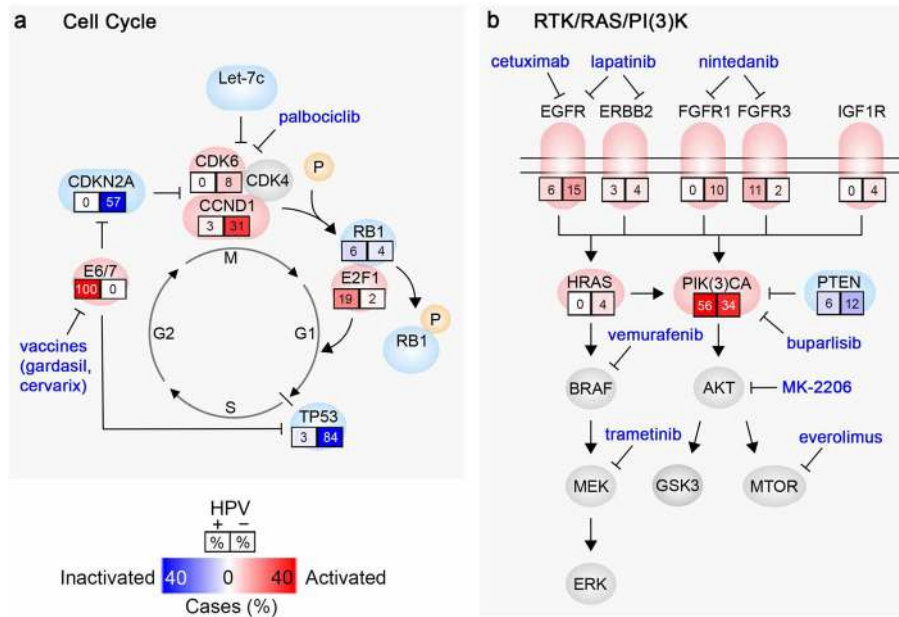 a Cell Cycle
Let-7c
palbociclib
CDK6
0 8
CDK4
P
CDKN2A
0 57
CCND1
3 31
RB1
6 4
M
E6/7
100 0
E2F1
19 2
P
G2
G1
RB1
vaccines
(gardasil,
cervarix)
S
TP53
3 84
HPV
+ −
% %
Inactivated 40 0 40 Activated
Cases (%)
b RTK/RAS/PI(3)K
cetuximab lapatinib nintedanib
EGFR ERBB2 FGFR1 FGFR3 IGF1R
6 15 3 4 0 10 11 2 0 4
HRAS PIK(3)CA PTEN
0 4 56 34 6 12
vemurafenib buparlisib
BRAF AKT MK-2206
trametinib everolimus
MEK GSK3 MTOR
ERK